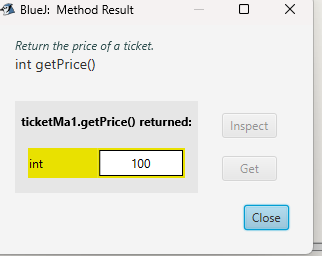 BlueJ: Method Result
Return the price of a ticket.
int getPrice()
ticketMa1.getPrice() returned:
Inspect
int 100
Get
Close